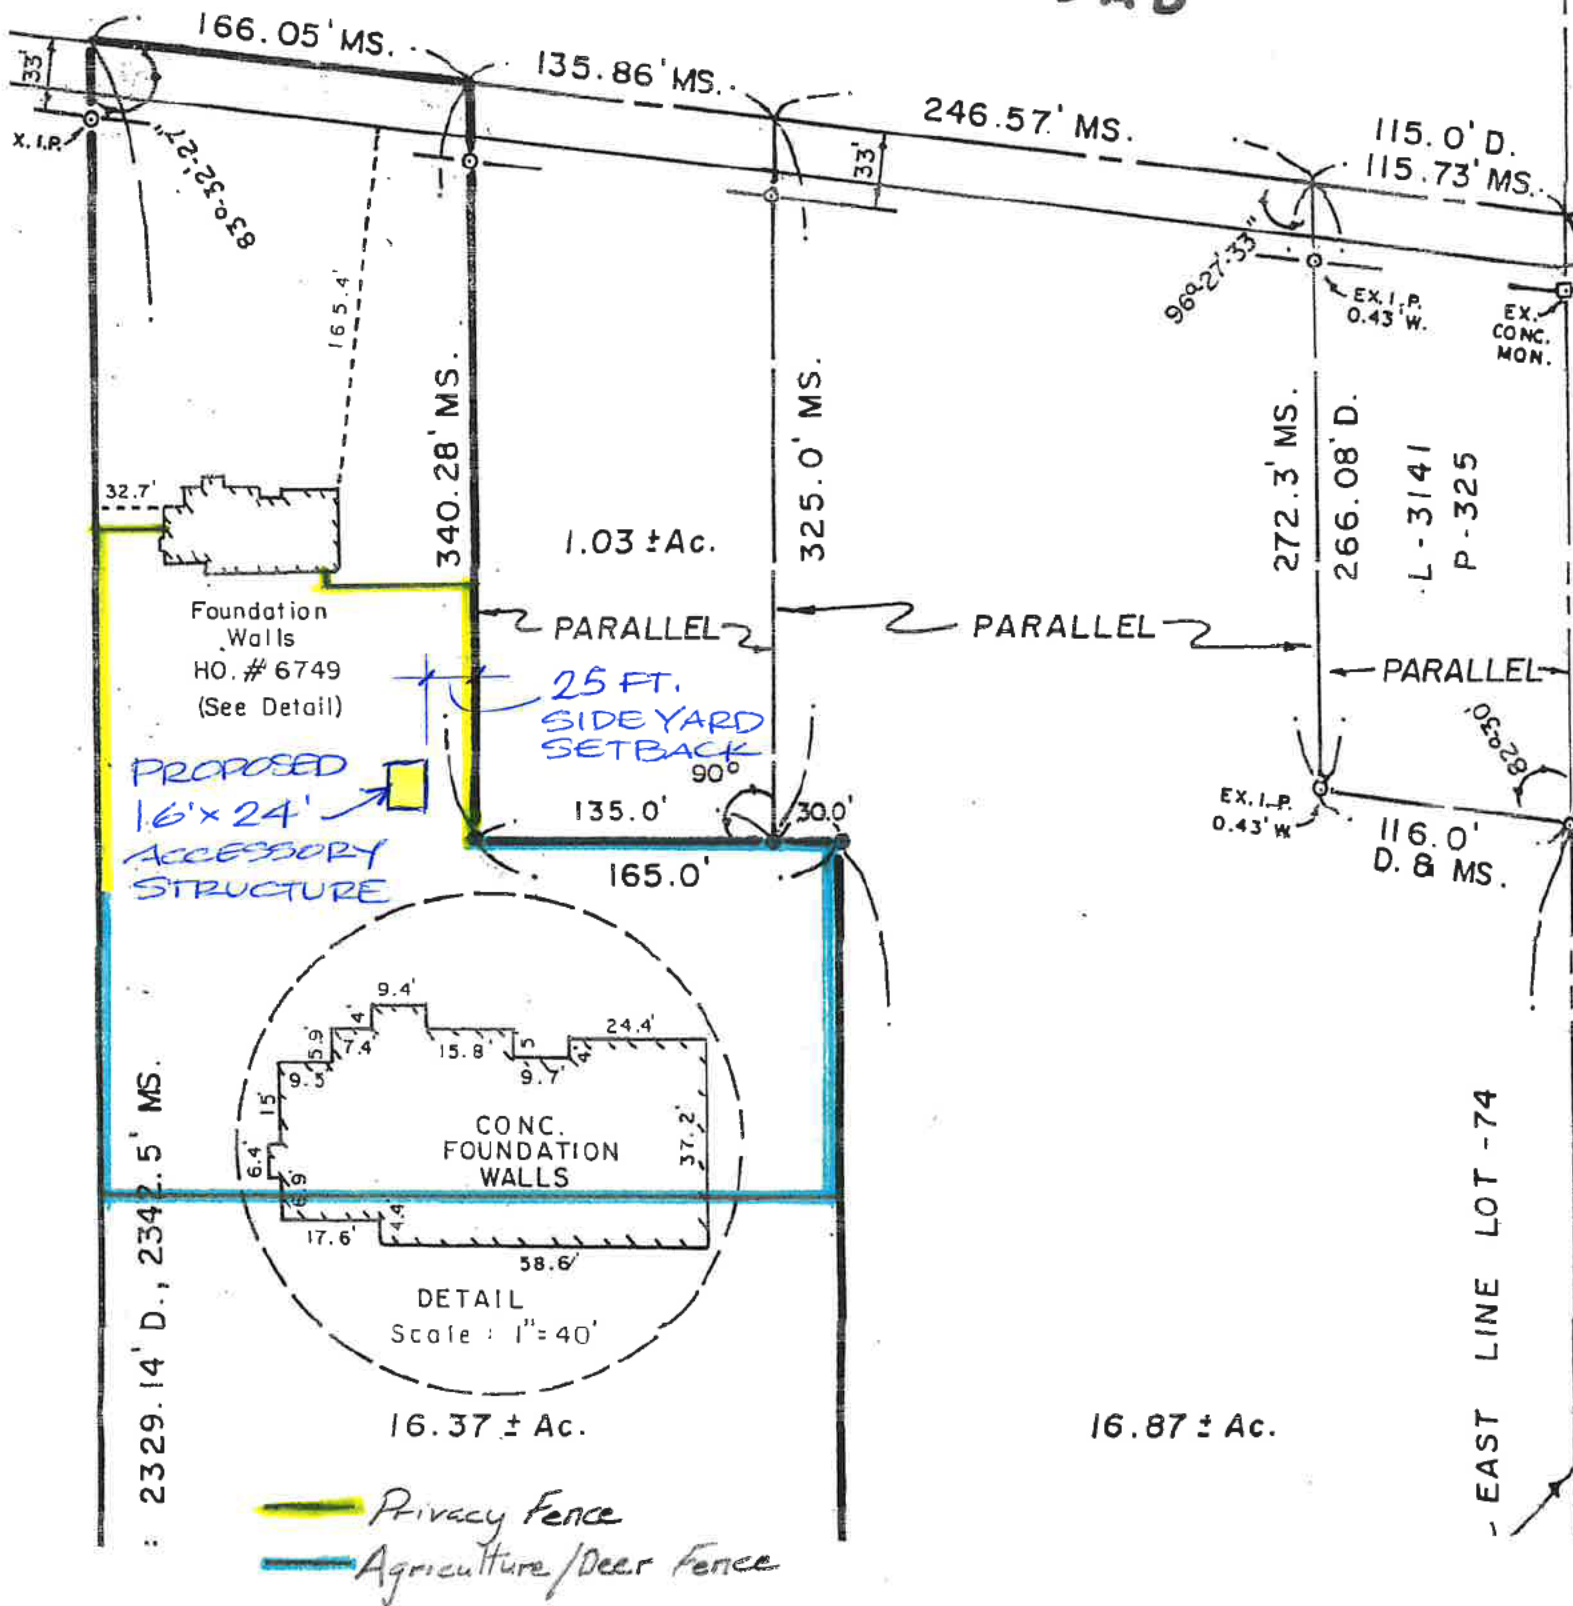 166.05' MS.
135.86' MS.
246.57' MS.
115.0' D.
115.73' MS.
33'
33'
X. I.P.
83°-32'-27"
165.4'
96°-27'-33"
EX. I.P.
0.43' W.
EX.
CONC.
MON.
340.28' MS.
325.0' MS.
272.3' MS.
266.08' D.
L-3141
P-325
32.7'
1.03 ± Ac.
Foundation
Walls
HO. # 6749
(See Detail)
PARALLEL
PARALLEL
PARALLEL
25 FT.
SIDE YARD
SETBACK
PROPOSED
16' x 24'
ACCESSORY
STRUCTURE
90°
135.0'
30.0'
165.0'
82°30'
EX. I.P.
0.43' W
116.0'
D. & MS.
9.4'
4'
5.9'
7.4
15.8'
5
24.4'
9.5
9.7'
4'
15'
6.4'
6.9'
37.2'
CONC.
FOUNDATION
WALLS
17.6'
4.4
58.6'
DETAIL
Scale : 1"=40'
2329.14' D., 2342.5' MS.
16.37 ± Ac.
16.87 ± Ac.
EAST LINE LOT-74
Privacy Fence
Agriculture/Deer Fence